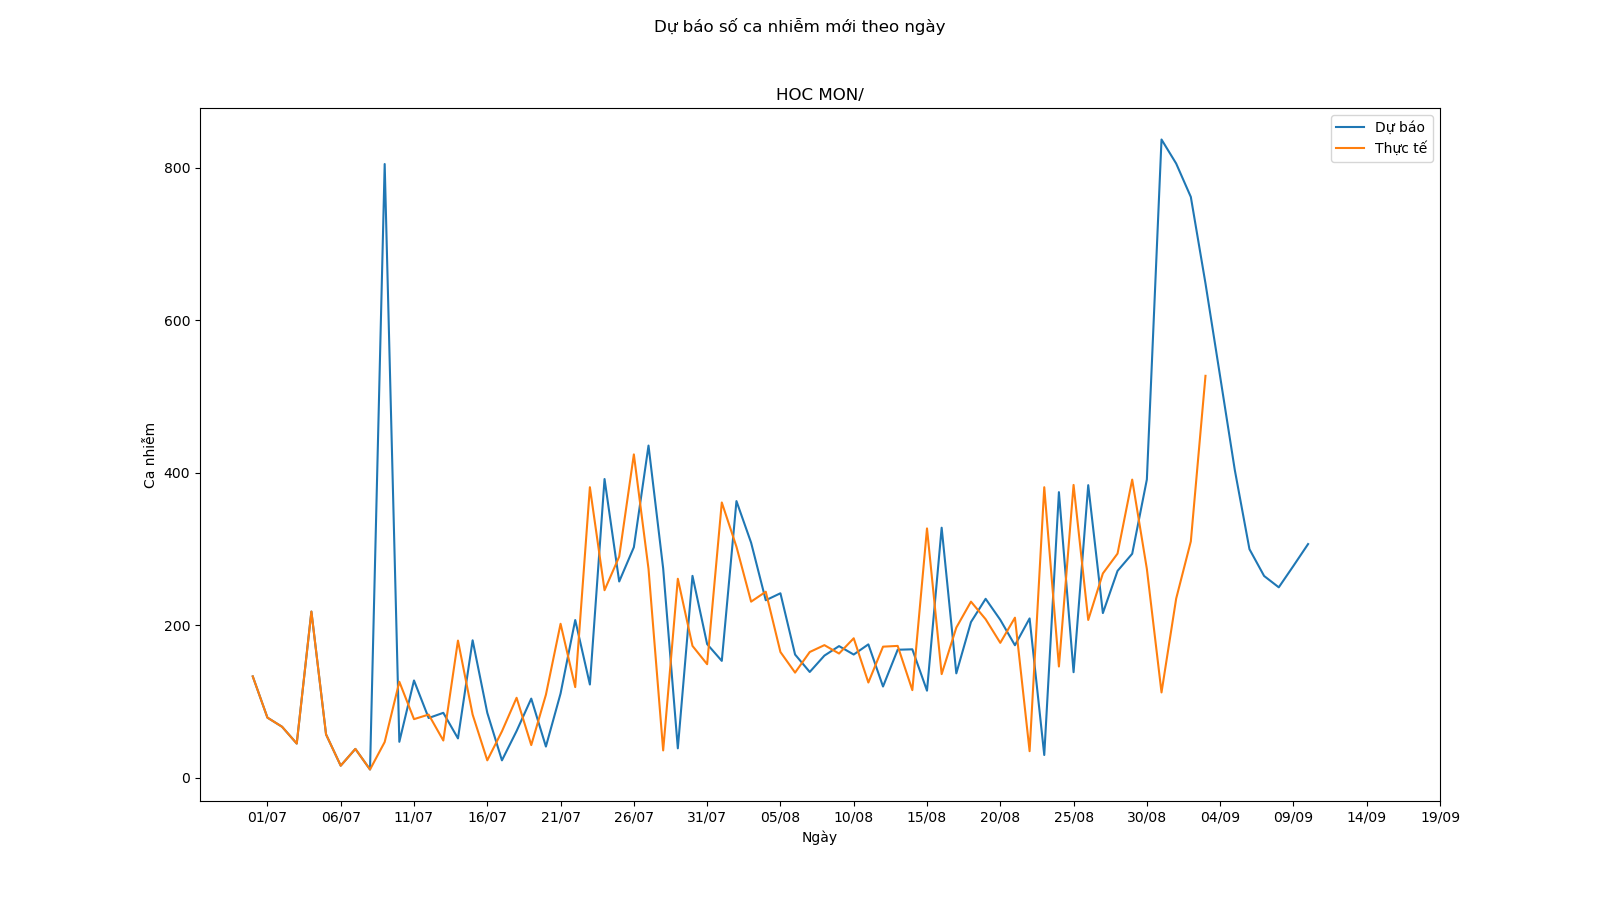 Dự báo số ca nhiễm mới theo ngày
HOC MON/
Dự báo
Thực tế
800
600
400
200
0
Ca nhiễm
01/07 06/07 11/07 16/07 21/07 26/07 31/07 05/08 10/08 15/08 20/08 25/08 30/08 04/09 09/09 14/09 19/09
Ngày